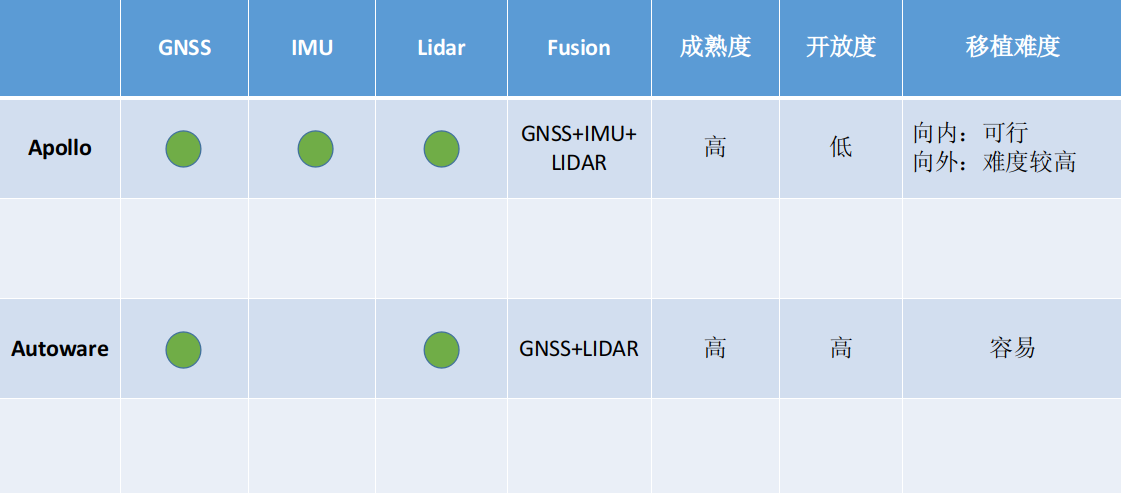 GNSS IMU Lidar Fusion 成熟度 开放度 移植难度
Apollo GNSS+IMU+ 高 低 向内：可行
LIDAR 向外：难度较高
Autoware GNSS+LIDAR 高 高 容易